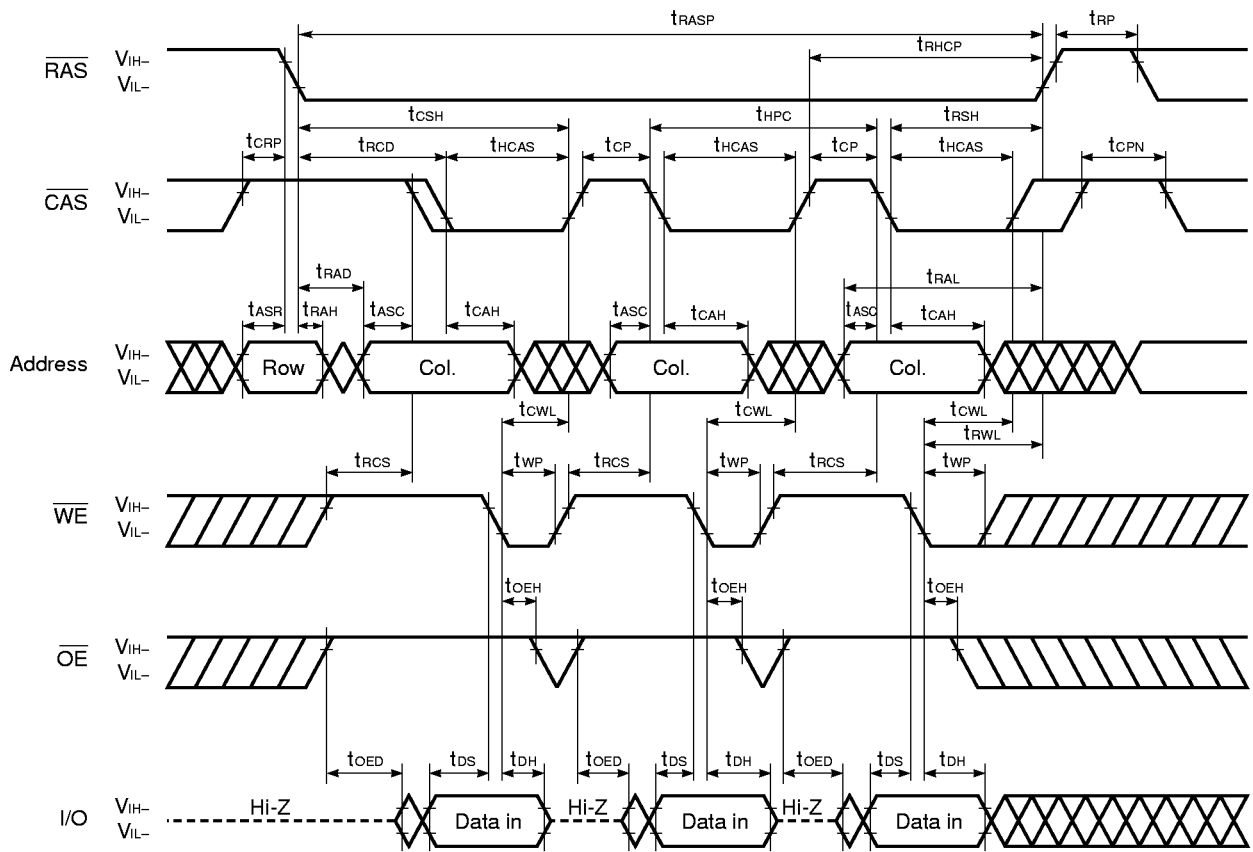 tRASP tRP
tRHCP
RAS VIH–
VIL–
tCSH tHPC tRSH
tCRP tRCD tHCAS tCP tHCAS tCP tHCAS tCPN
CAS VIH–
VIL–
tRAD tRAL
tASR tRAH tASC tCAH tASC tCAH tASC tCAH
Address VIH–
VIL–
Row Col. Col. Col.
tCWL tCWL tCWL
tRWL
tRCS tWP tRCS tWP tRCS tWP
WE VIH–
VIL–
tOEH tOEH tOEH
OE VIH–
VIL–
tOED tDS tDH tOED tDS tDH tOED tDS tDH
I/O VIH–
VIL–
Hi-Z Data in Hi-Z Data in Hi-Z Data in